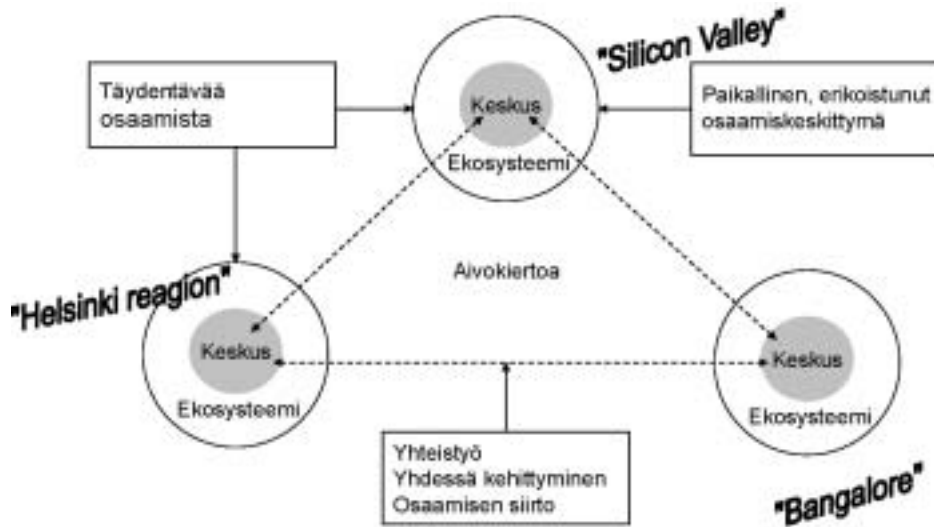 "Silicon Valley"
Täydentävää
osaamista
Keskus
Ekosysteemi
Paikallinen, erikoistunut
osaamiskeskittymä
Aivokiertoa
"Helsinki reagion"
Keskus
Ekosysteemi
Keskus
Ekosysteemi
Yhteistyö
Yhdessä kehittyminen
Osaamisen siirto
"Bangalore"